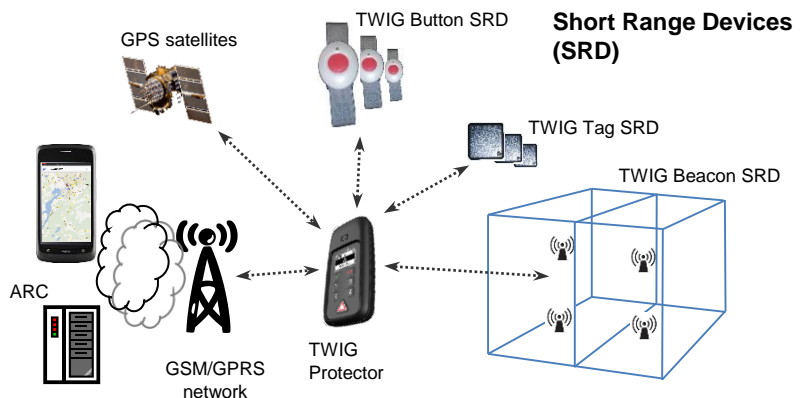 Short Range Devices
(SRD)
TWIG Button SRD
GPS satellites
TWIG Tag SRD
TWIG Beacon SRD
ARC
GSM/GPRS
network
TWIG
Protector